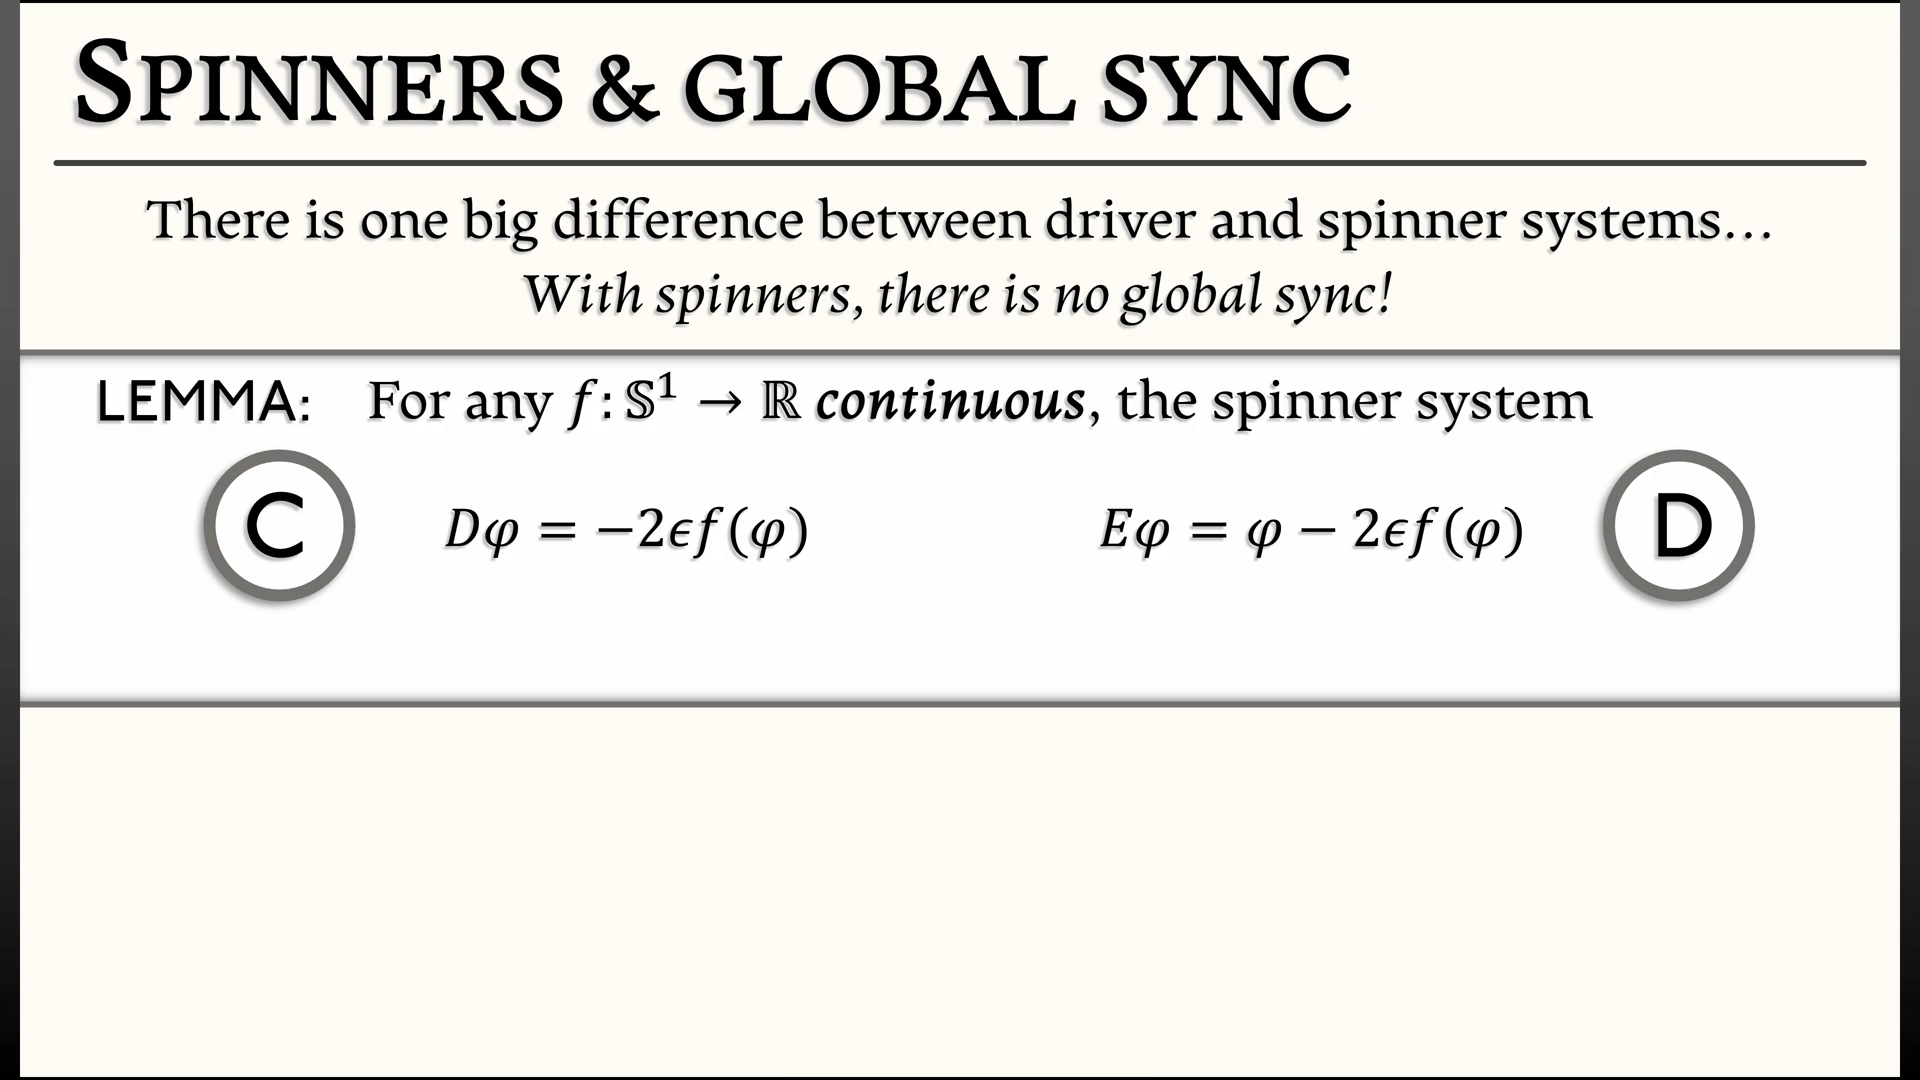 SPINNERS & GLOBAL SYNC
There is one big difference between driver and spinner systems...
With spinners, there is no global sync!
LEMMA: For any f: 𝕊¹ → ℝ continuous, the spinner system
C Dφ = −2ϵf(φ) Eφ = φ − 2ϵf(φ) D